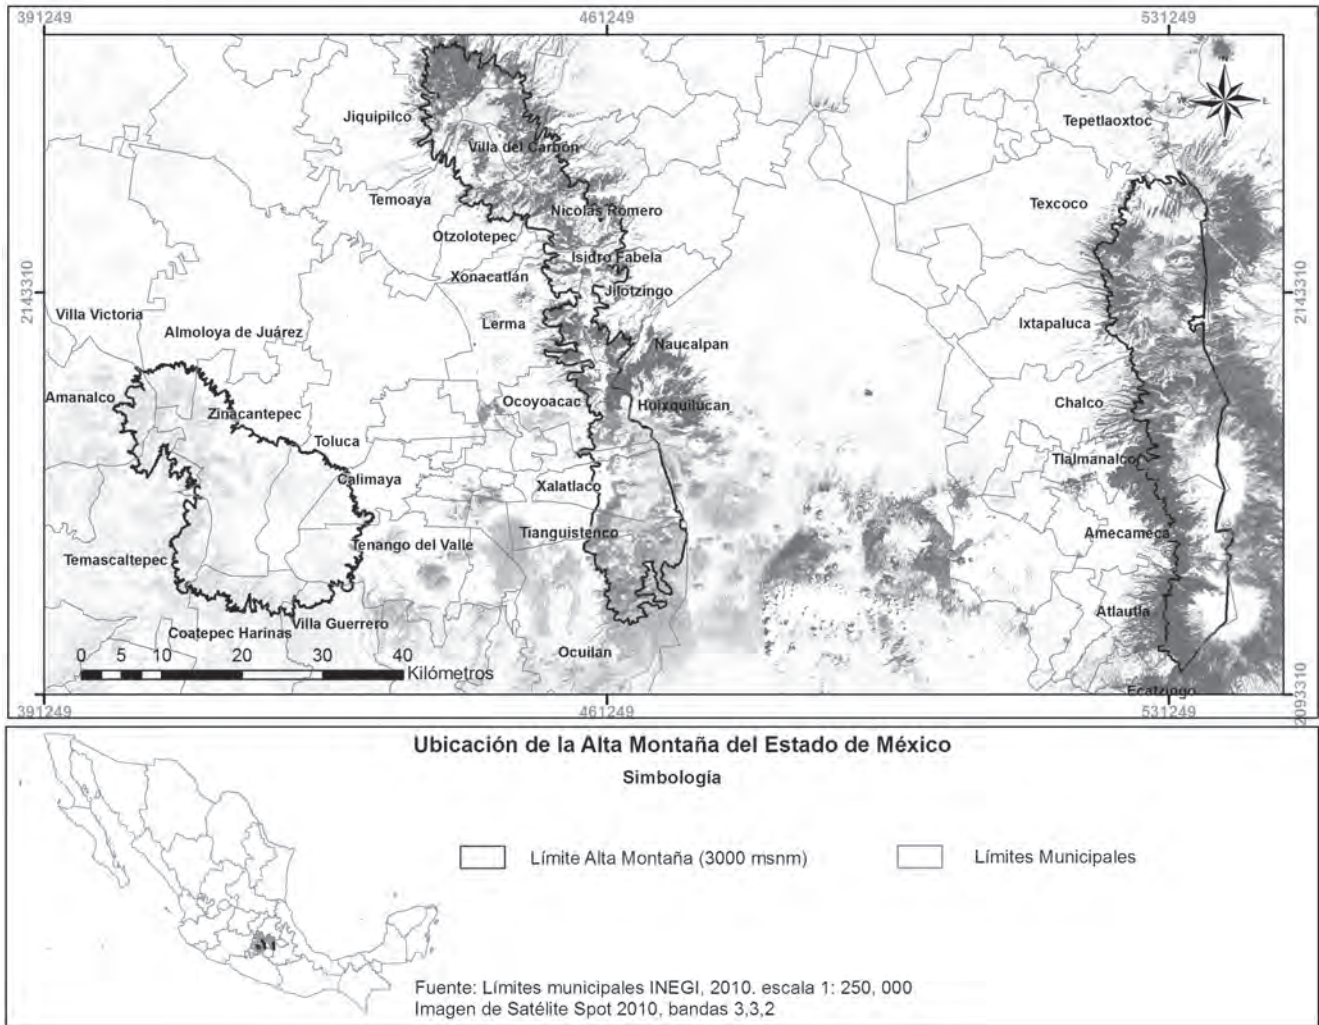 391249
461249
531249
Tepetlaoxtoc
Jiquipilco
Villa del Carbón
Temoaya
Texcoco
Nicolás Romero
Otzolotepec
Isidro Fabela
Xonacatlán
Jilotzingo
2143310
2143310
Villa Victoria
Almoloya de Juárez
Lerma
Ixtapaluca
Naucalpan
Amanalco
Zinacantepec
Ocoyoacac
Huixquilucan
Chalco
Toluca
Tlalmanalco
Calimaya
Xalatlaco
Tianguistenco
Amecameca
Tenango del Valle
Temascaltepec
Atlautla
Villa Guerrero
Coatepec Harinas
Ocuilan
0 5 10 20 30 40
Kilómetros
Ecatzingo
2093310
391249
461249
531249
Ubicación de la Alta Montaña del Estado de México
Simbología
Límite Alta Montaña (3000 msnm)
Límites Municipales
Fuente: Límites municipales INEGI, 2010. escala 1: 250, 000
Imagen de Satélite Spot 2010, bandas 3,3,2